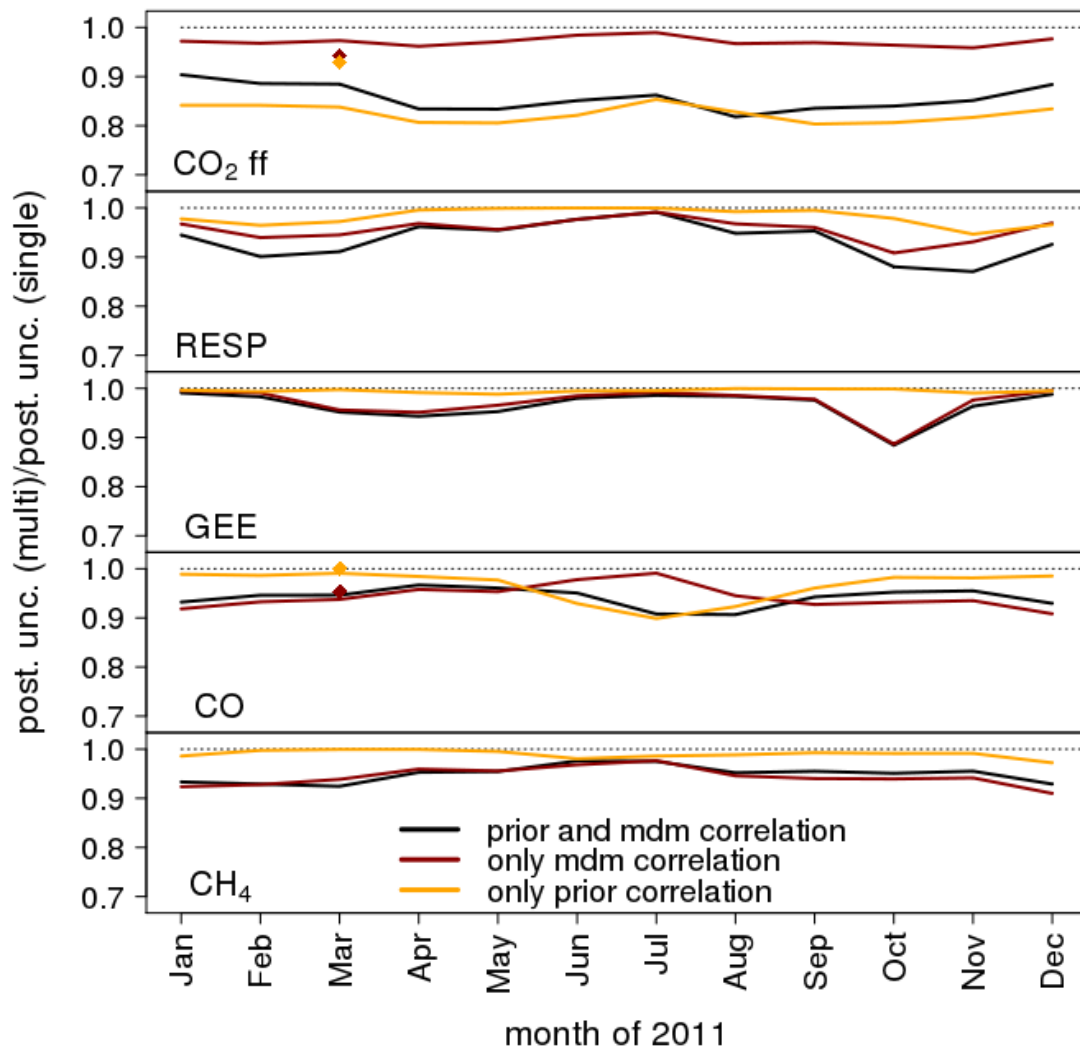 post. unc. (multi)/post. unc. (single)
1.0
0.9
0.8
0.7
CO₂ ff
1.0
0.9
0.8
0.7
RESP
1.0
0.9
0.8
0.7
GEE
1.0
0.9
0.8
0.7
CO
1.0
0.9
0.8
0.7
CH₄
prior and mdm correlation
only mdm correlation
only prior correlation
Jan Feb Mar Apr May Jun Jul Aug Sep Oct Nov Dec
month of 2011